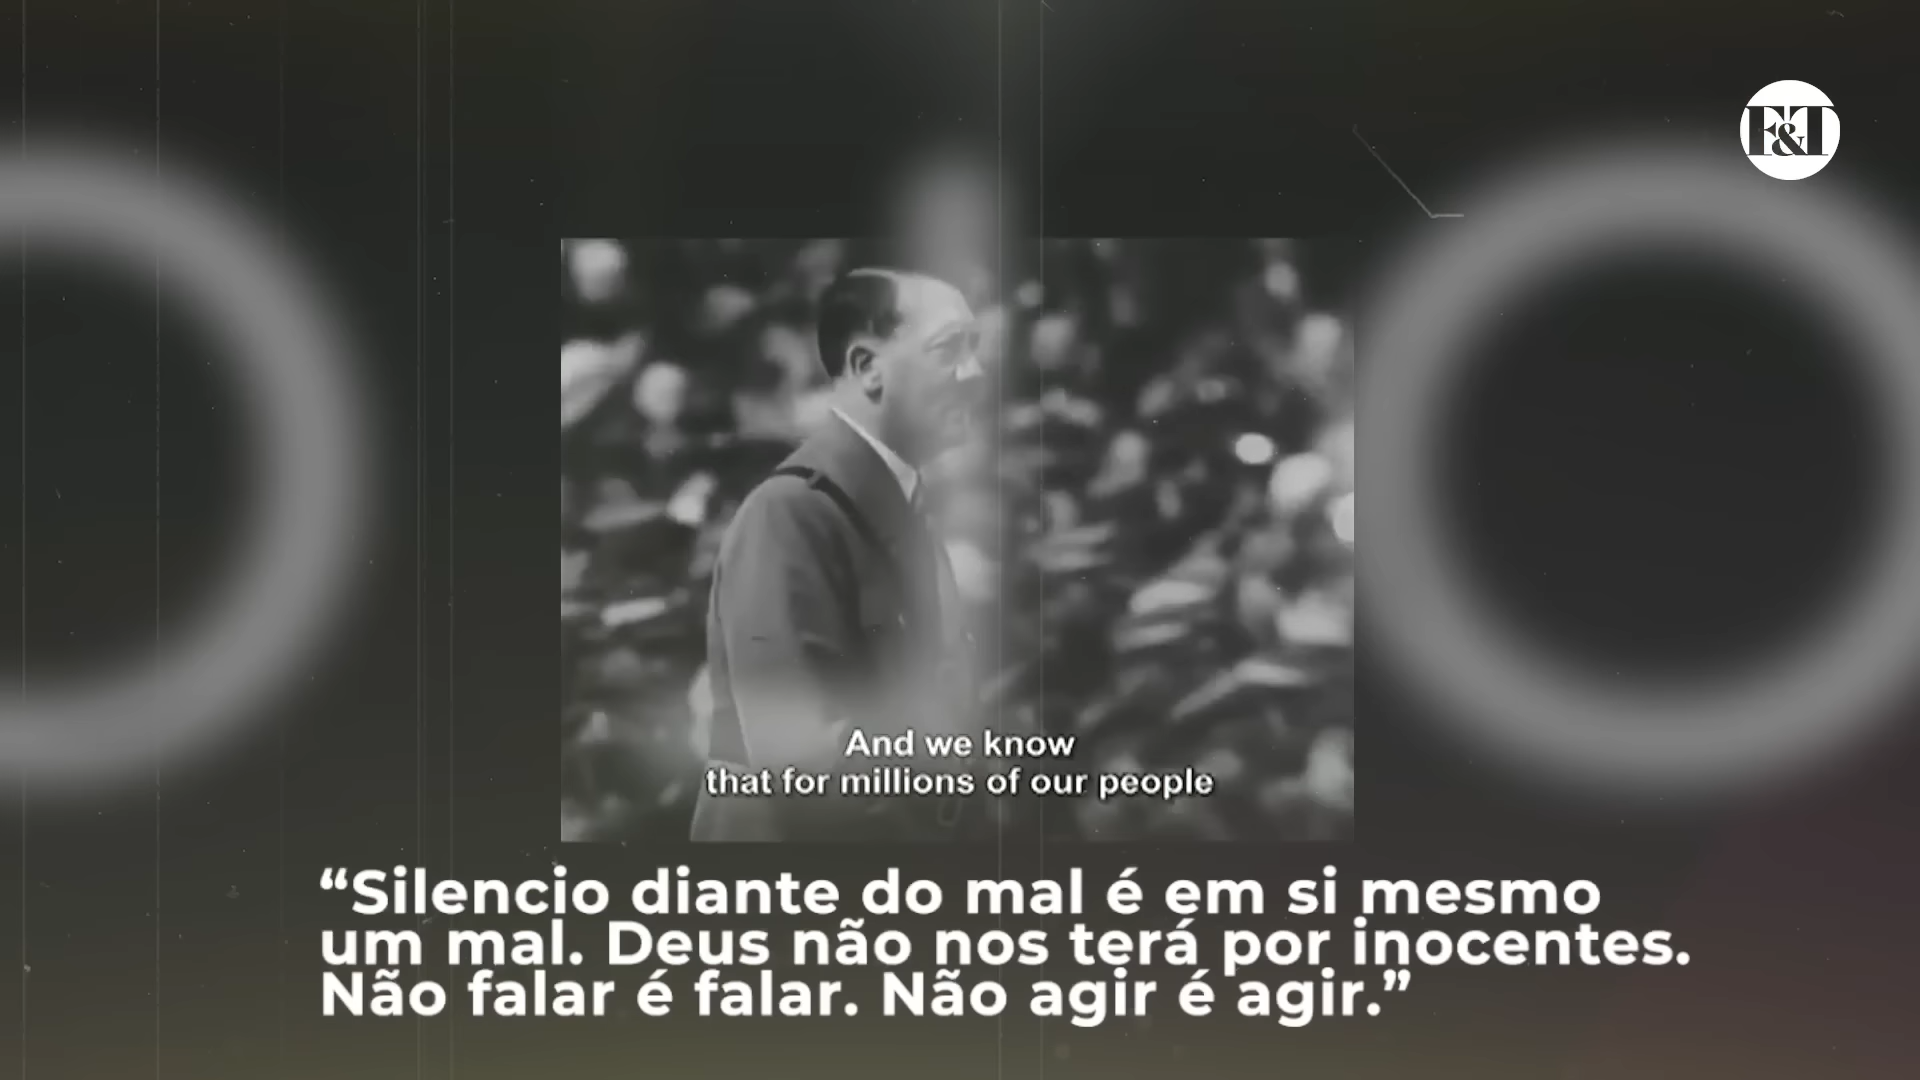 F&T
And we know
that for millions of our people
“Silencio diante do mal é em si mesmo
um mal. Deus não nos terá por inocentes.
Não falar é falar. Não agir é agir.”